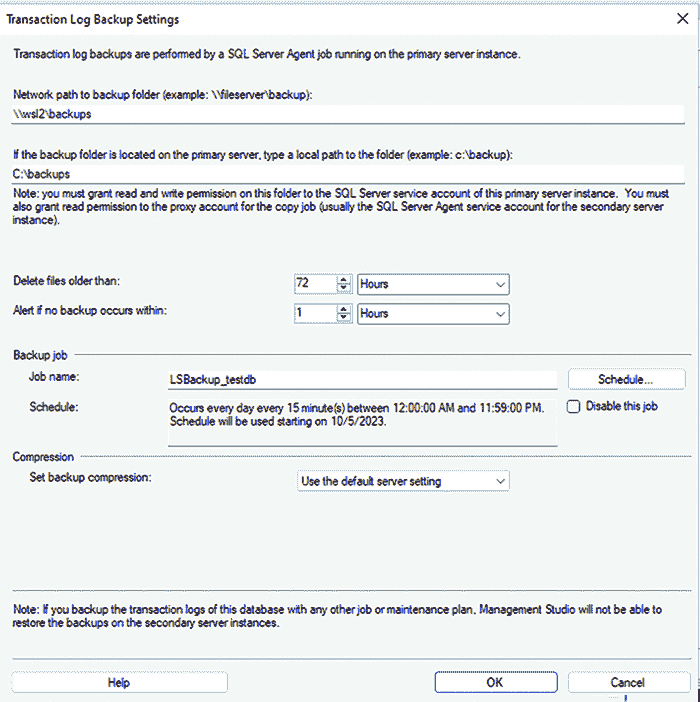 Transaction Log Backup Settings
Transaction log backups are performed by a SQL Server Agent job running on the primary server instance.
Network path to backup folder (example: \\fileserver\backup):
\\wsl2\backups
If the backup folder is located on the primary server, type a local path to the folder (example: c:\backup):
C:\backups
Note: you must grant read and write permission on this folder to the SQL Server service account of this primary server instance. You must
also grant read permission to the proxy account for the copy job (usually the SQL Server Agent service account for the secondary server
instance).
Delete files older than:
72
Hours
Alert if no backup occurs within:
1
Hours
Backup job
Job name:
LSBackup_testdb
Schedule...
Schedule:
Occurs every day every 15 minute(s) between 12:00:00 AM and 11:59:00 PM.
Schedule will be used starting on 10/5/2023.
Disable this job
Compression
Set backup compression:
Use the default server setting
Note: If you backup the transaction logs of this database with any other job or maintenance plan, Management Studio will not be able to
restore the backups on the secondary server instances.
Help
OK
Cancel